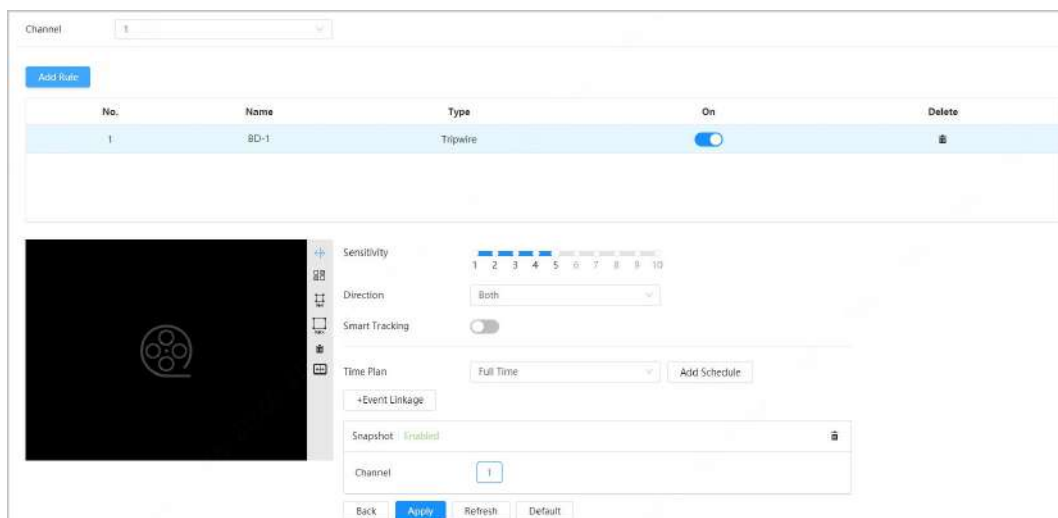 Channel 1
Add Rule
No. Name Type On Delete
1 BD-1 Tripwire
Sensitivity
1 2 3 4 5 6 7 8 9 10
Direction Both
Smart Tracking
Time Plan Full Time Add Schedule
+Event Linkage
Snapshot Enabled
Channel 1
Back Apply Refresh Default